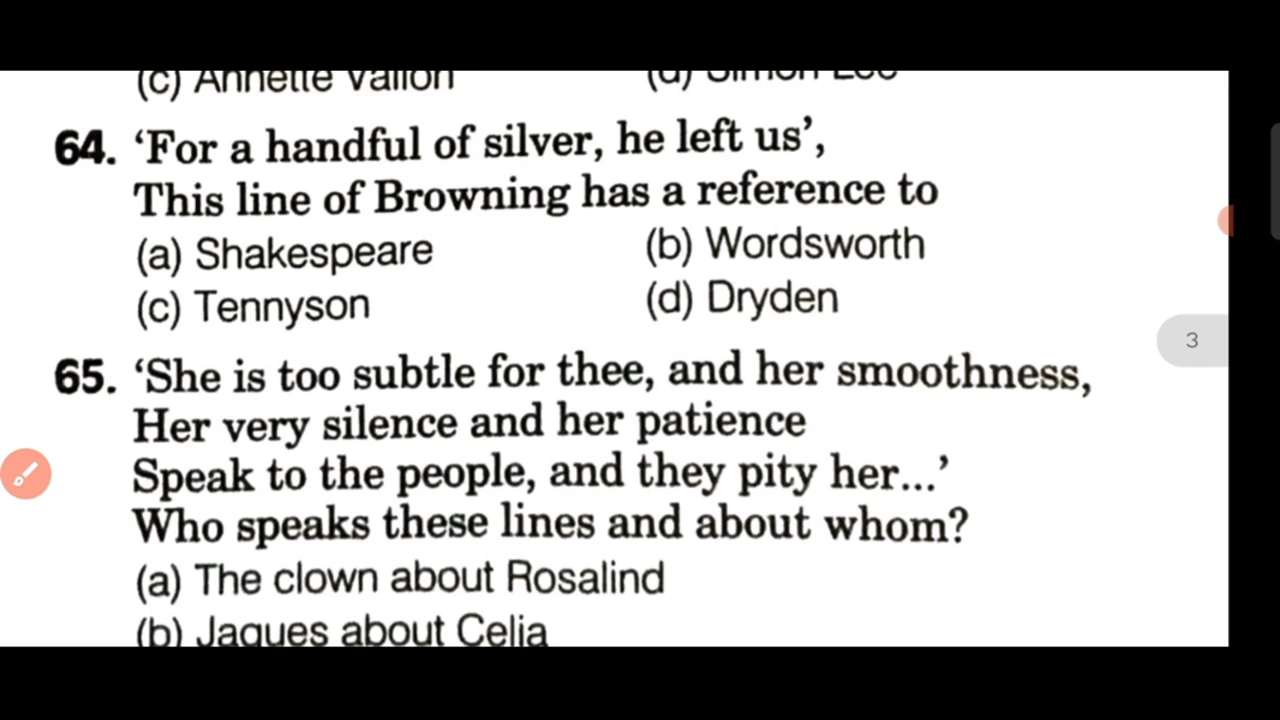 (c) Annette Vallon (d) Simon Lee
64. ‘For a handful of silver, he left us’,
This line of Browning has a reference to
(a) Shakespeare (b) Wordsworth
(c) Tennyson (d) Dryden
3
65. ‘She is too subtle for thee, and her smoothness,
Her very silence and her patience
Speak to the people, and they pity her...’
Who speaks these lines and about whom?
(a) The clown about Rosalind
(b) Jaques about Celia